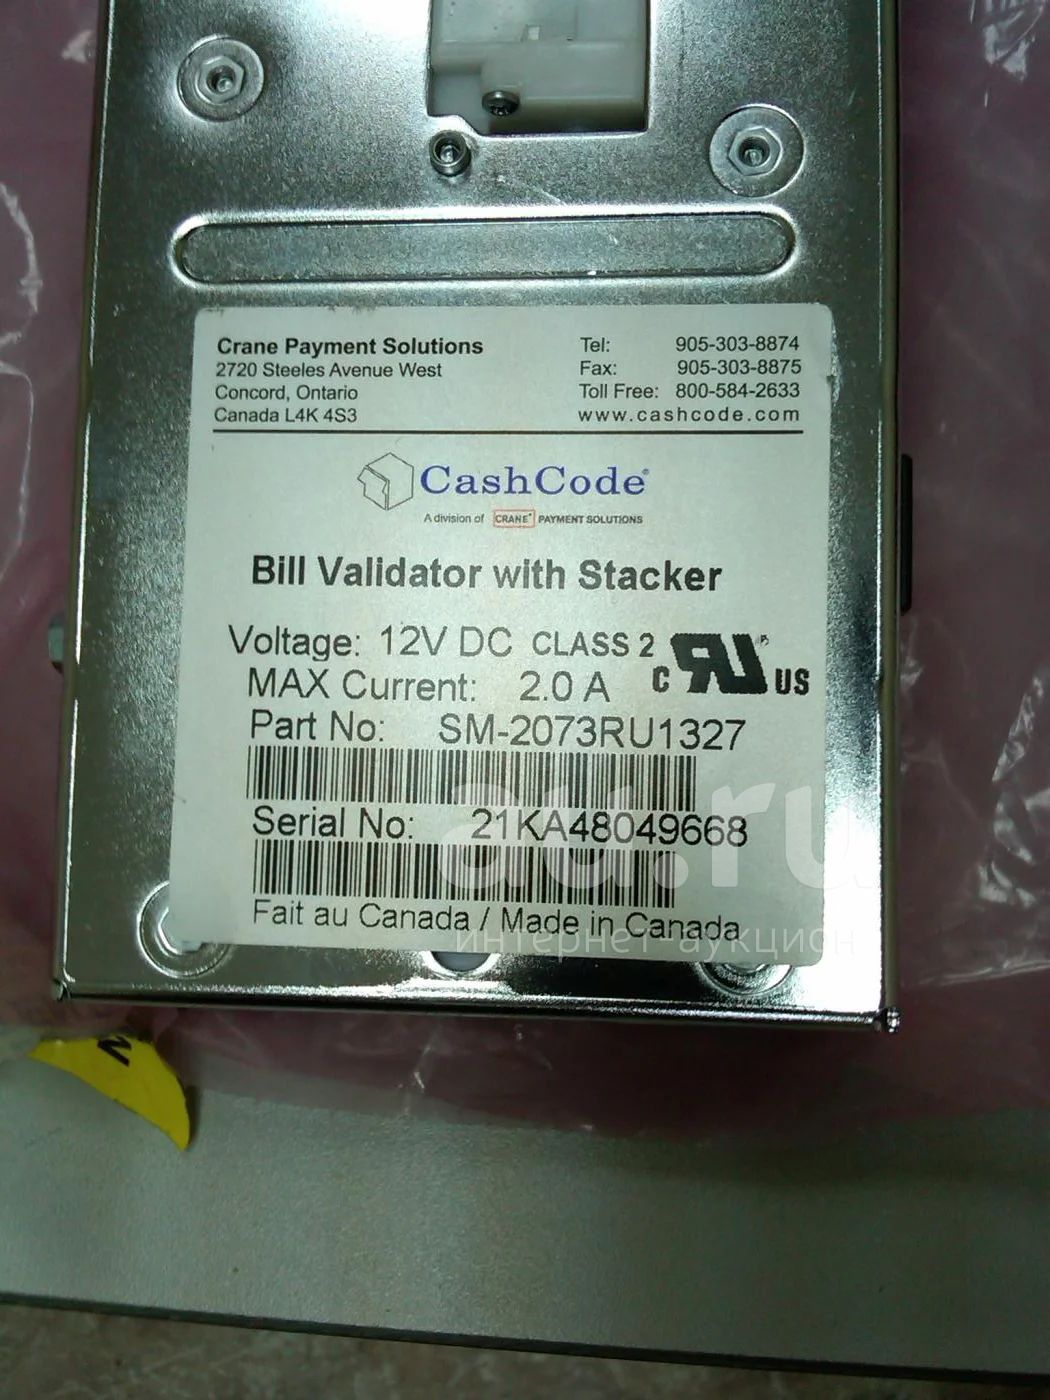 Crane Payment Solutions
2720 Steeles Avenue West
Concord, Ontario
Canada L4K 4S3
Tel: 905-303-8874
Fax: 905-303-8875
Toll Free: 800-584-2633
www.cashcode.com
CashCode®
A division of CRANE® PAYMENT SOLUTIONS
Bill Validator with Stacker
Voltage: 12V DC CLASS 2
MAX Current: 2.0 A
c RU ® US
Part No: SM-2073RU1327
Serial No: 21KA48049668
Fait au Canada / Made in Canada
au.ru
интернет-аукцион